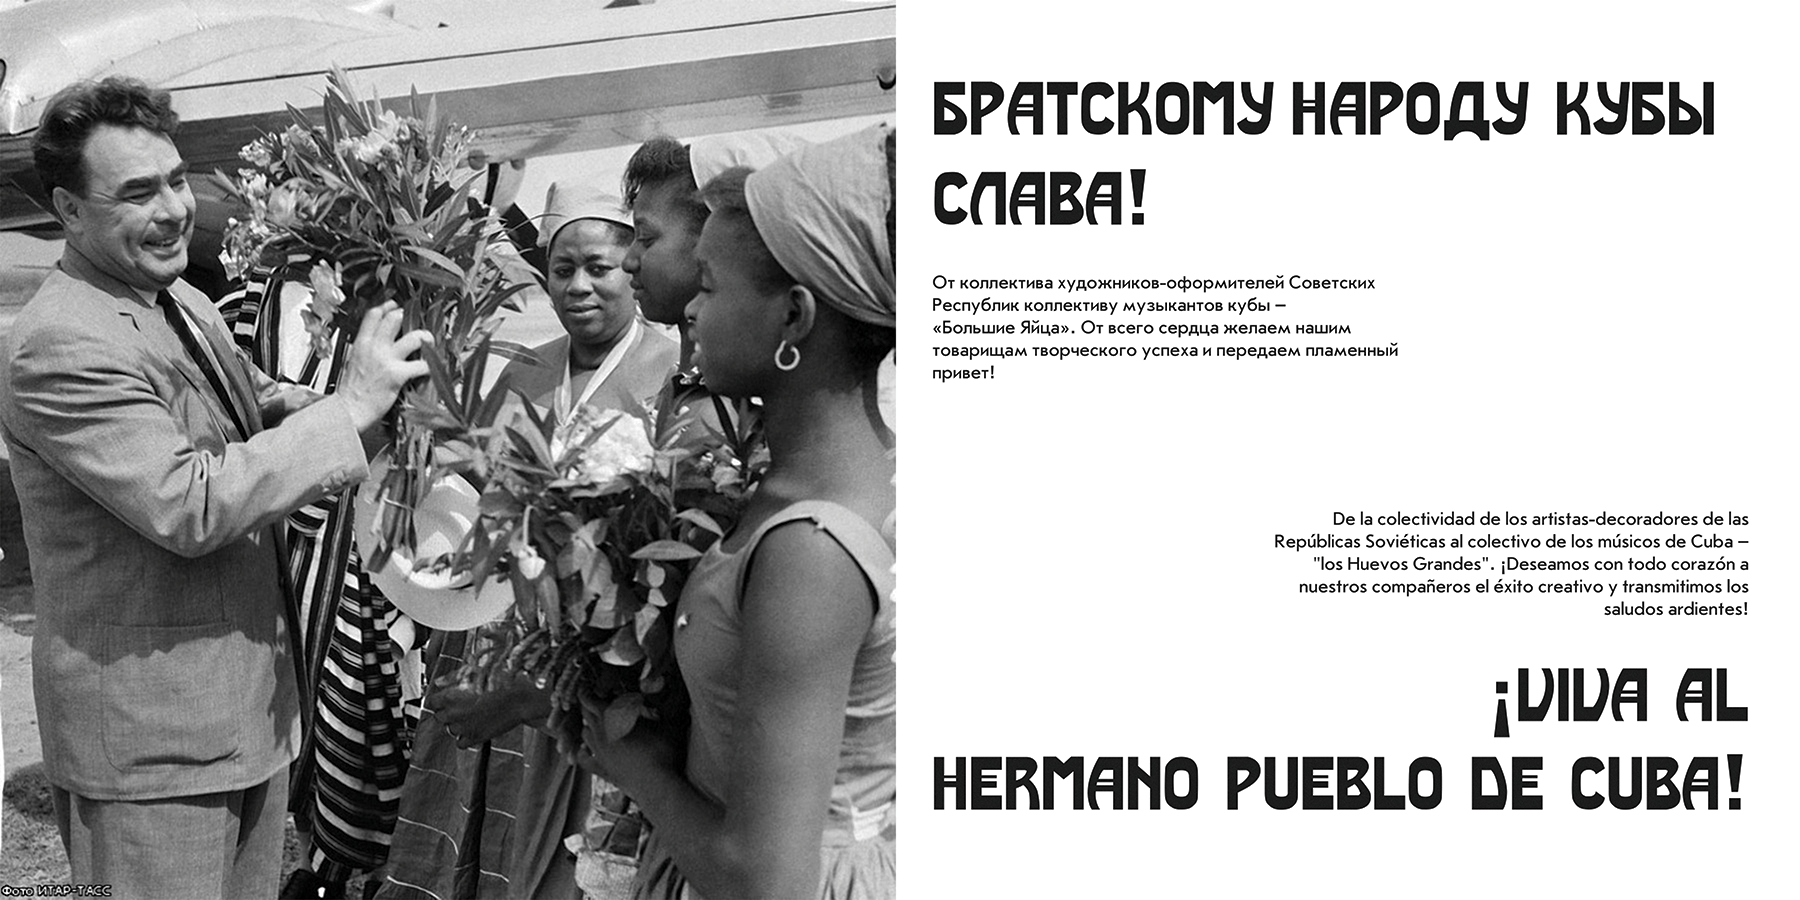 БРАТСКОМУ НАРОДУ КУБЫ
СЛАВА!
От коллектива художников-оформителей Советских
Республик коллективу музыкантов кубы –
«Большие Яйца». От всего сердца желаем нашим
товарищам творческого успеха и передаем пламенный
привет!
De la colectividad de los artistas-decoradores de las
Repúblicas Soviéticas al colectivo de los músicos de Cuba –
"los Huevos Grandes". ¡Deseamos con todo corazón a
nuestros compañeros el éxito creativo y transmitimos los
saludos ardientes!
¡VIVA AL
HERMANO PUEBLO DE CUBA!
Фото ИТАР-ТАСС